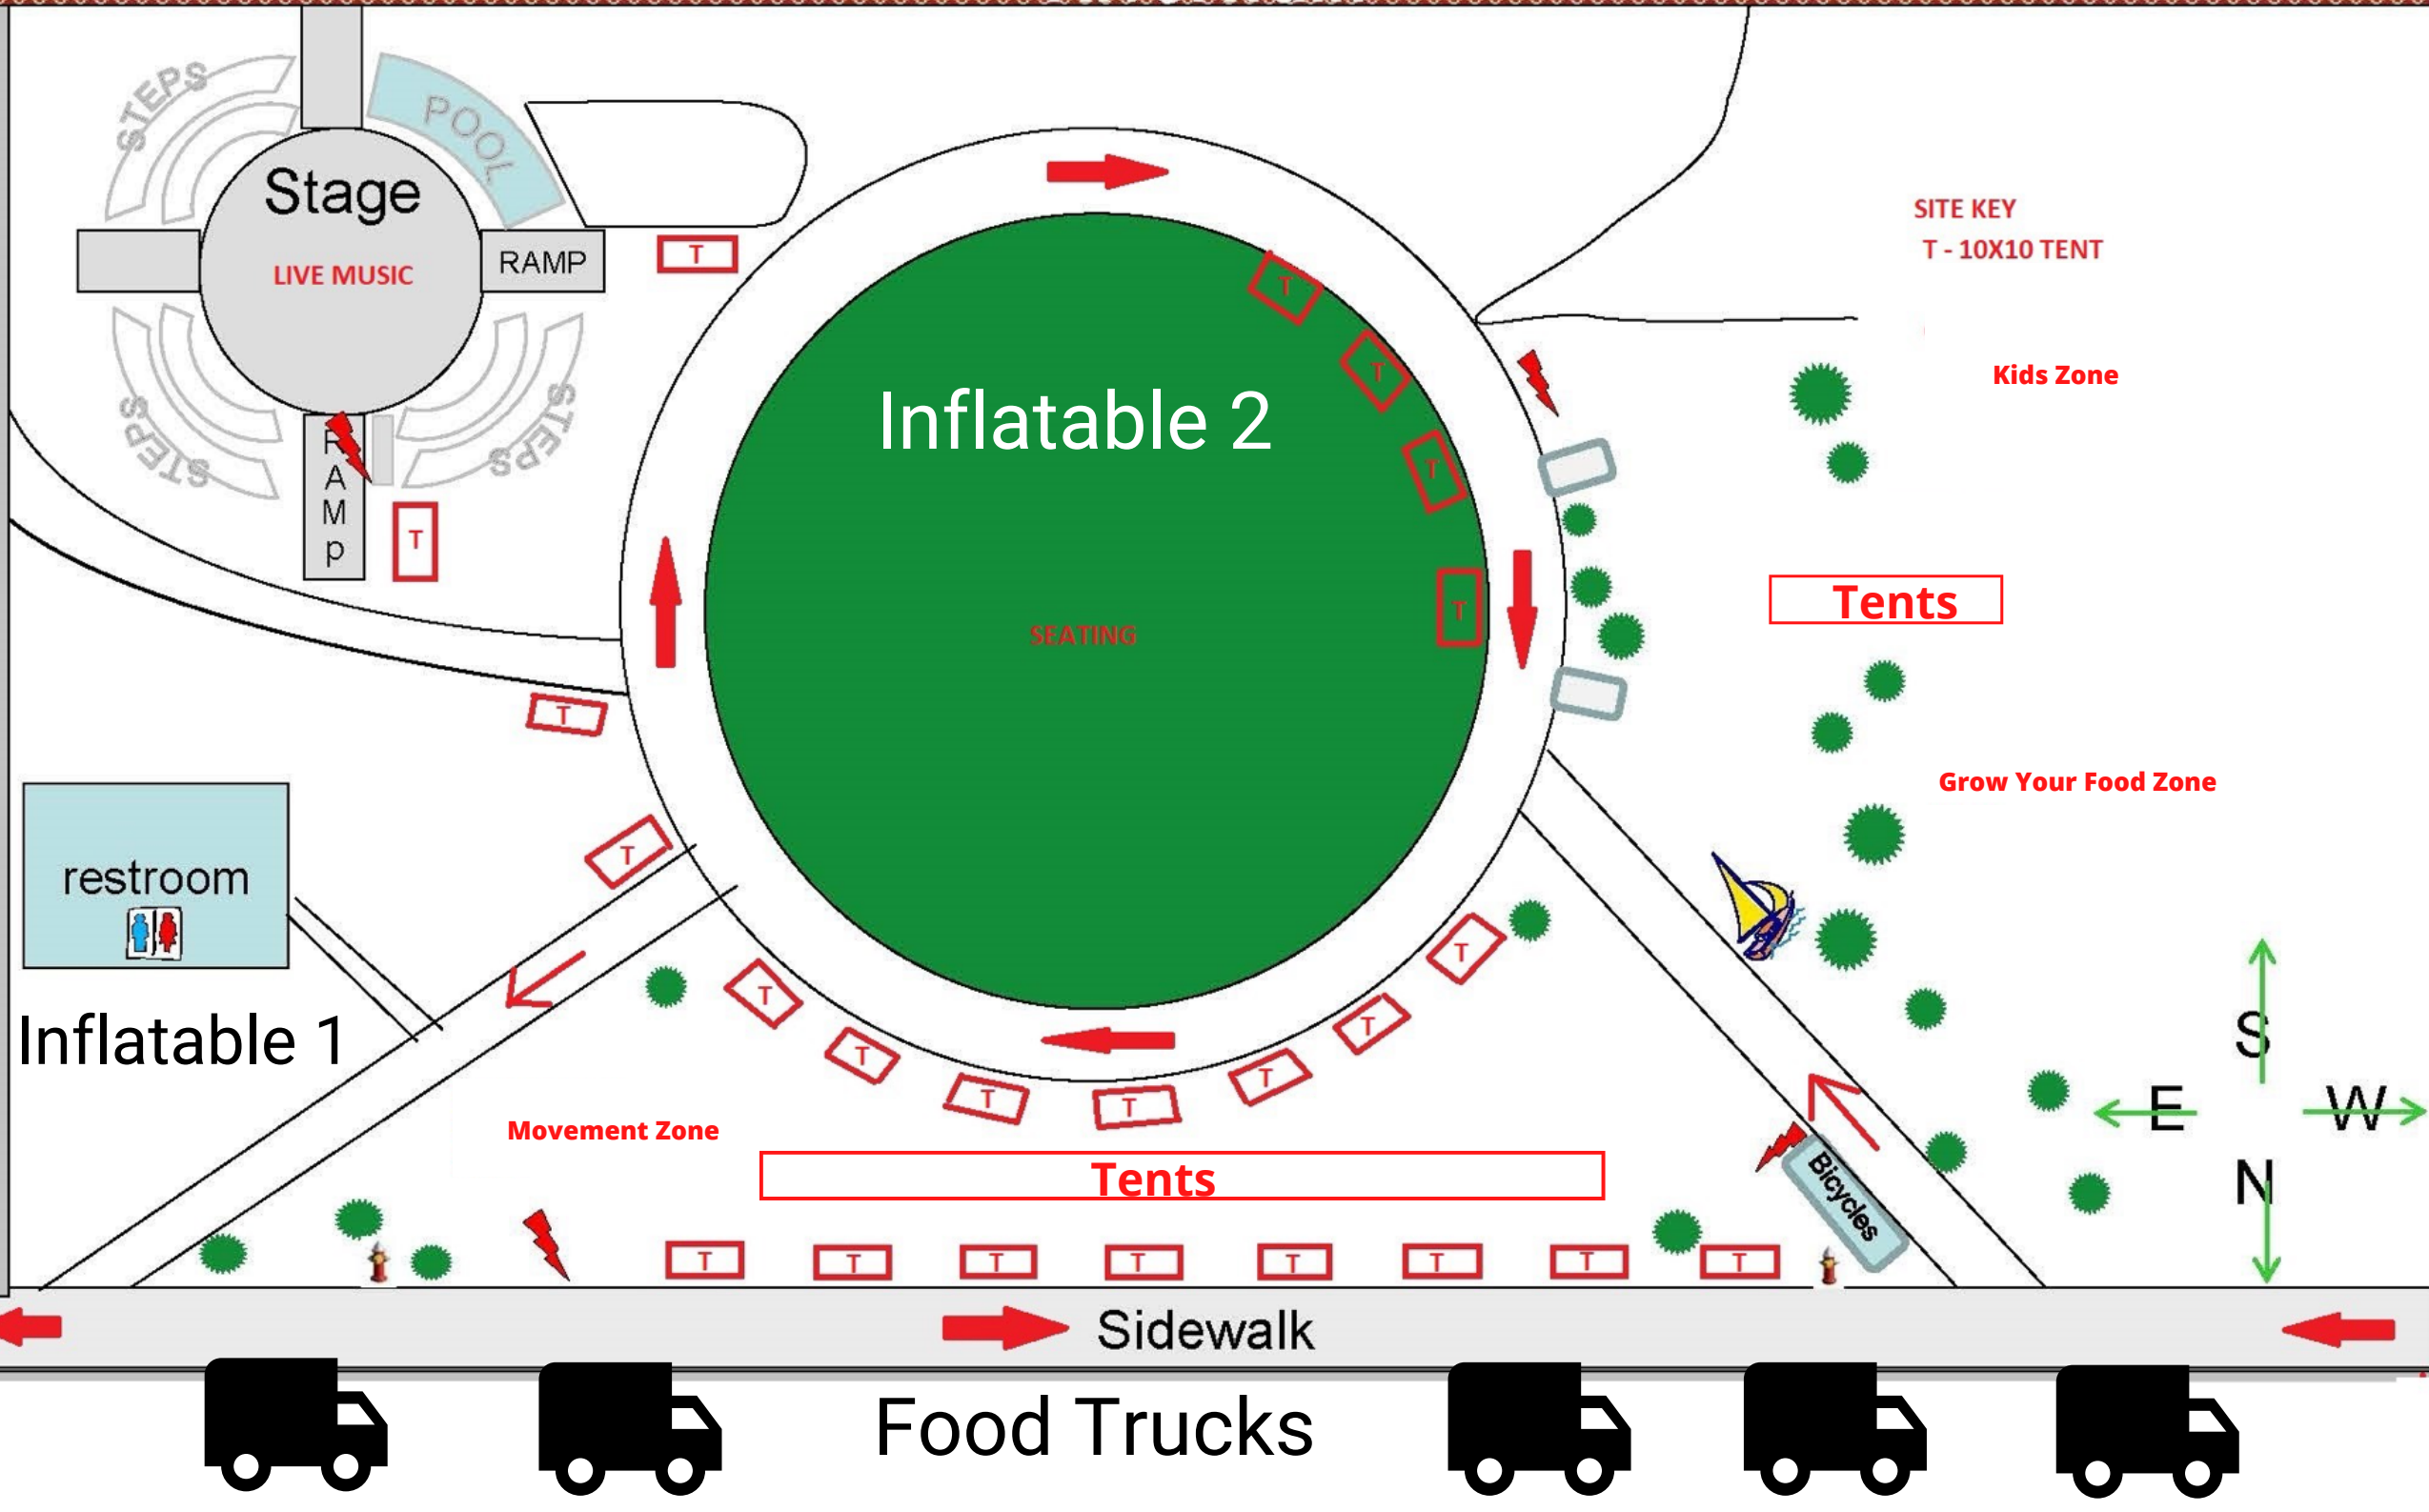 STEPS
POOL
Stage
LIVE MUSIC
RAMP
STEPS
STEPS
RAMp
T
T
T
T
T
T
T
T
SITE KEY
T - 10X10 TENT
Kids Zone
Inflatable 2
SEATING
Tents
Grow Your Food Zone
restroom
Inflatable 1
T
T
T
T
T
T
T
Movement Zone
Tents
Bicycles
S
E
W
N
T
T
T
T
T
T
T
T
Sidewalk
Food Trucks